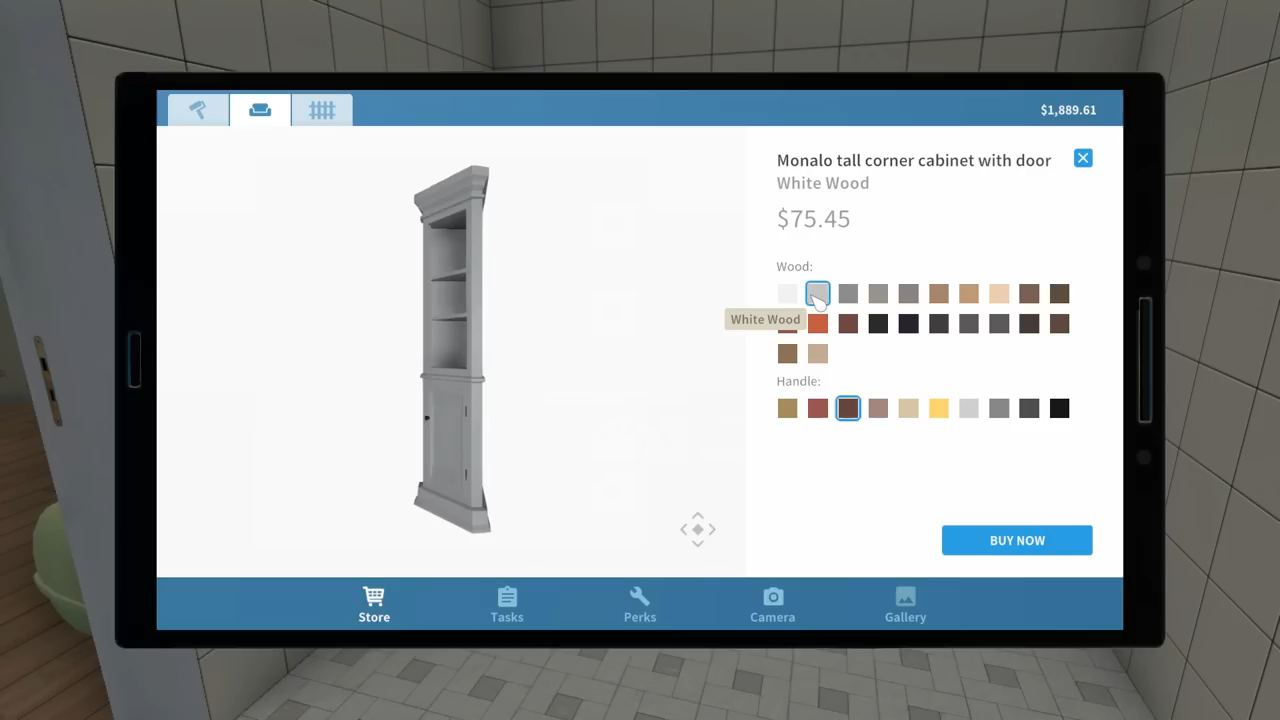 $1,889.61
Monalo tall corner cabinet with door
White Wood
$75.45
Wood:
White Wood
Handle:
BUY NOW
Store
Tasks
Perks
Camera
Gallery